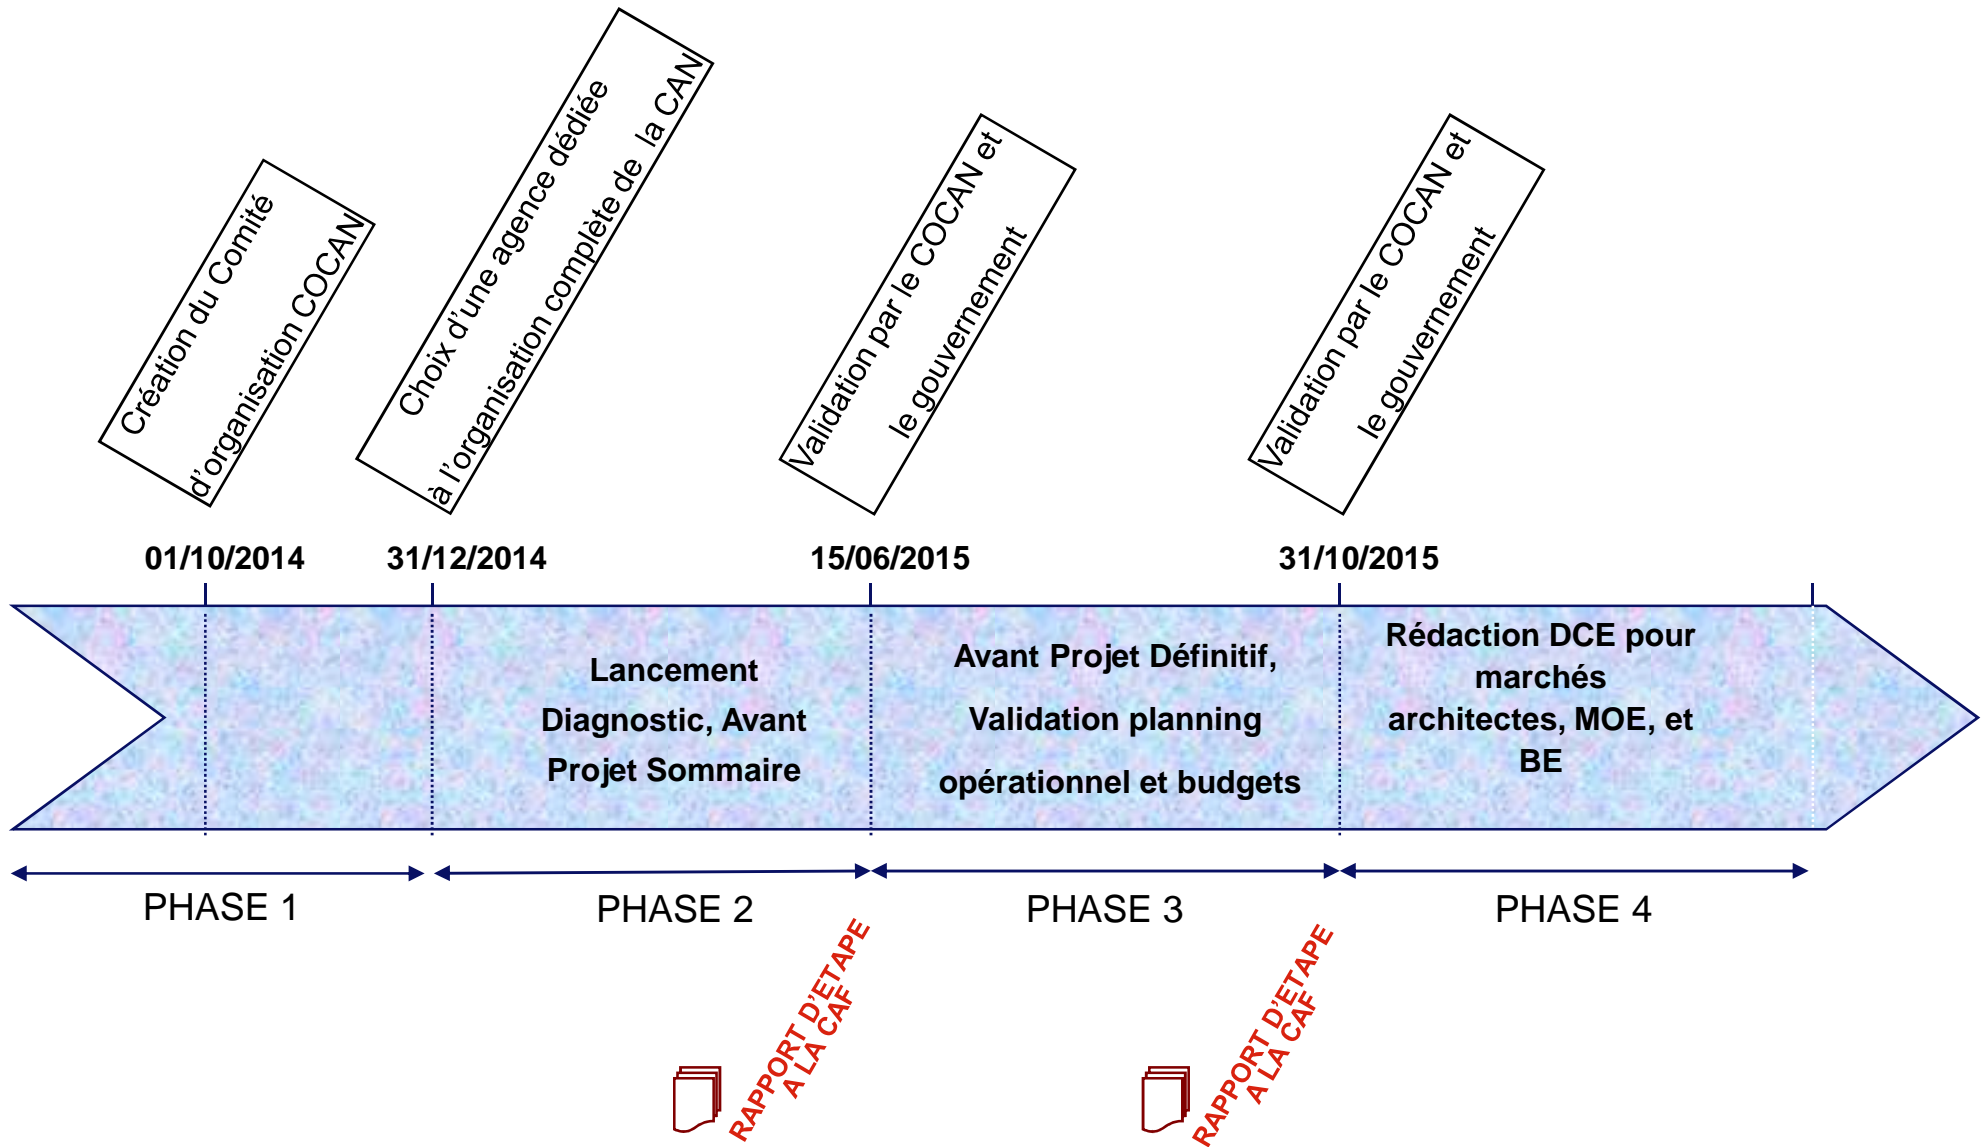 Création du Comité
d'organisation COCAN
Choix d'une agence dédiée
à l'organisation complète de la CAN
Validation par le COCAN et
le gouvernement
Validation par le COCAN et
le gouvernement
01/10/2014
31/12/2014
15/06/2015
31/10/2015
Lancement
Diagnostic, Avant
Projet Sommaire
Avant Projet Définitif,
Validation planning
opérationnel et budgets
Rédaction DCE pour
marchés
architectes, MOE, et
BE
PHASE 1
PHASE 2
PHASE 3
PHASE 4
RAPPORT D'ETAPE
A LA CAF
RAPPORT D'ETAPE
A LA CAF